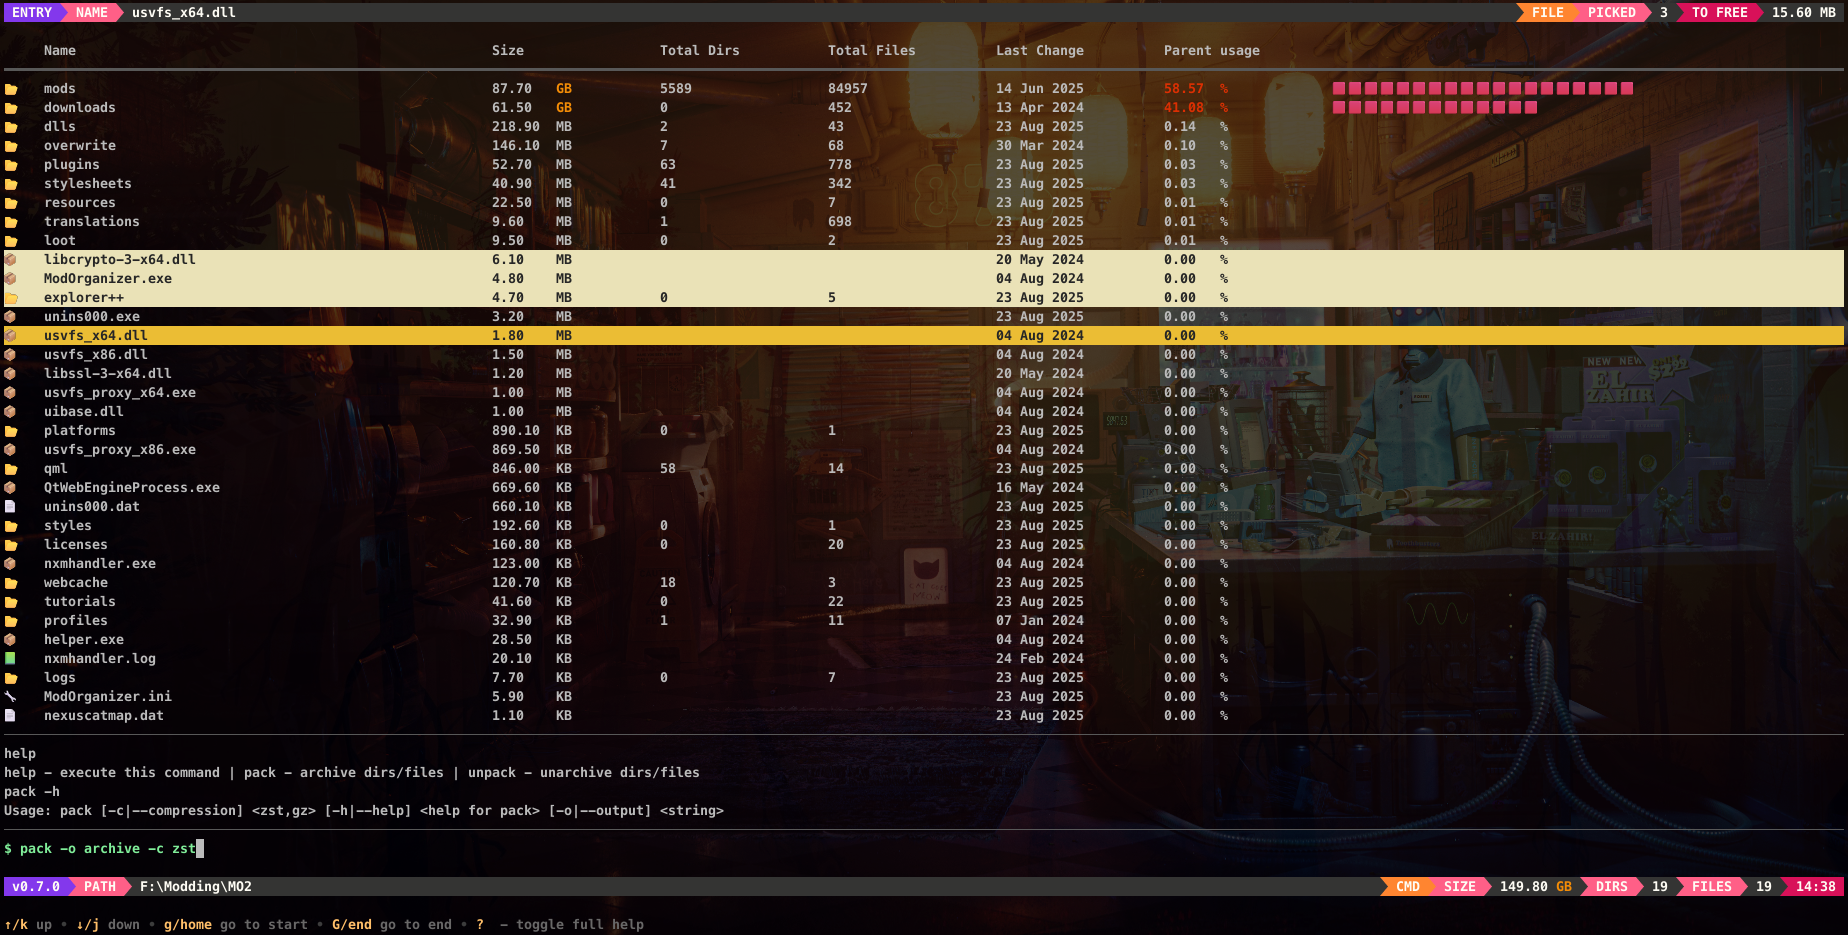 ENTRY NAME usvfs_x64.dll FILE PICKED 3 TO FREE 15.60 MB
Name Size Total Dirs Total Files Last Change Parent usage
mods 87.70 GB 5589 84957 14 Jun 2025 58.57 %
downloads 61.50 GB 0 452 13 Apr 2024 41.08 %
dlls 218.90 MB 2 43 23 Aug 2025 0.14 %
overwrite 146.10 MB 7 68 30 Mar 2024 0.10 %
plugins 52.70 MB 63 778 23 Aug 2025 0.03 %
stylesheets 40.90 MB 41 342 23 Aug 2025 0.03 %
resources 22.50 MB 0 7 23 Aug 2025 0.01 %
translations 9.60 MB 1 698 23 Aug 2025 0.01 %
loot 9.50 MB 0 2 23 Aug 2025 0.01 %
libcrypto-3-x64.dll 6.10 MB 20 May 2024 0.00 %
ModOrganizer.exe 4.80 MB 04 Aug 2024 0.00 %
explorer++ 4.70 MB 0 5 23 Aug 2025 0.00 %
unins000.exe 3.20 MB 23 Aug 2025 0.00 %
usvfs_x64.dll 1.80 MB 04 Aug 2024 0.00 %
usvfs_x86.dll 1.50 MB 04 Aug 2024 0.00 %
libssl-3-x64.dll 1.20 MB 20 May 2024 0.00 %
usvfs_proxy_x64.exe 1.00 MB 04 Aug 2024 0.00 %
uibase.dll 1.00 MB 04 Aug 2024 0.00 %
platforms 890.10 KB 0 1 23 Aug 2025 0.00 %
usvfs_proxy_x86.exe 869.50 KB 04 Aug 2024 0.00 %
qml 846.00 KB 58 14 23 Aug 2025 0.00 %
QtWebEngineProcess.exe 669.60 KB 16 May 2024 0.00 %
unins000.dat 660.10 KB 23 Aug 2025 0.00 %
styles 192.60 KB 0 1 23 Aug 2025 0.00 %
licenses 160.80 KB 0 20 23 Aug 2025 0.00 %
nxmhandler.exe 123.00 KB 04 Aug 2024 0.00 %
webcache 120.70 KB 18 3 23 Aug 2025 0.00 %
tutorials 41.60 KB 0 22 23 Aug 2025 0.00 %
profiles 32.90 KB 1 11 07 Jan 2024 0.00 %
helper.exe 28.50 KB 04 Aug 2024 0.00 %
nxmhandler.log 20.10 KB 24 Feb 2024 0.00 %
logs 7.70 KB 0 7 23 Aug 2025 0.00 %
ModOrganizer.ini 5.90 KB 23 Aug 2025 0.00 %
nexuscatmap.dat 1.10 KB 23 Aug 2025 0.00 %
NEW NEW
EL ZAHIR
EL ZAHIR!
help
help - execute this command | pack - archive dirs/files | unpack - unarchive dirs/files
pack -h
Usage: pack [-c|--compression] <zst,gz> [-h|--help] <help for pack> [-o|--output] <string>
$ pack -o archive -c zst
v0.7.0 PATH F:\Modding\MO2 CMD SIZE 149.80 GB DIRS 19 FILES 19 14:38
↑/k up • ↓/j down • g/home go to start • G/end go to end • ? - toggle full help